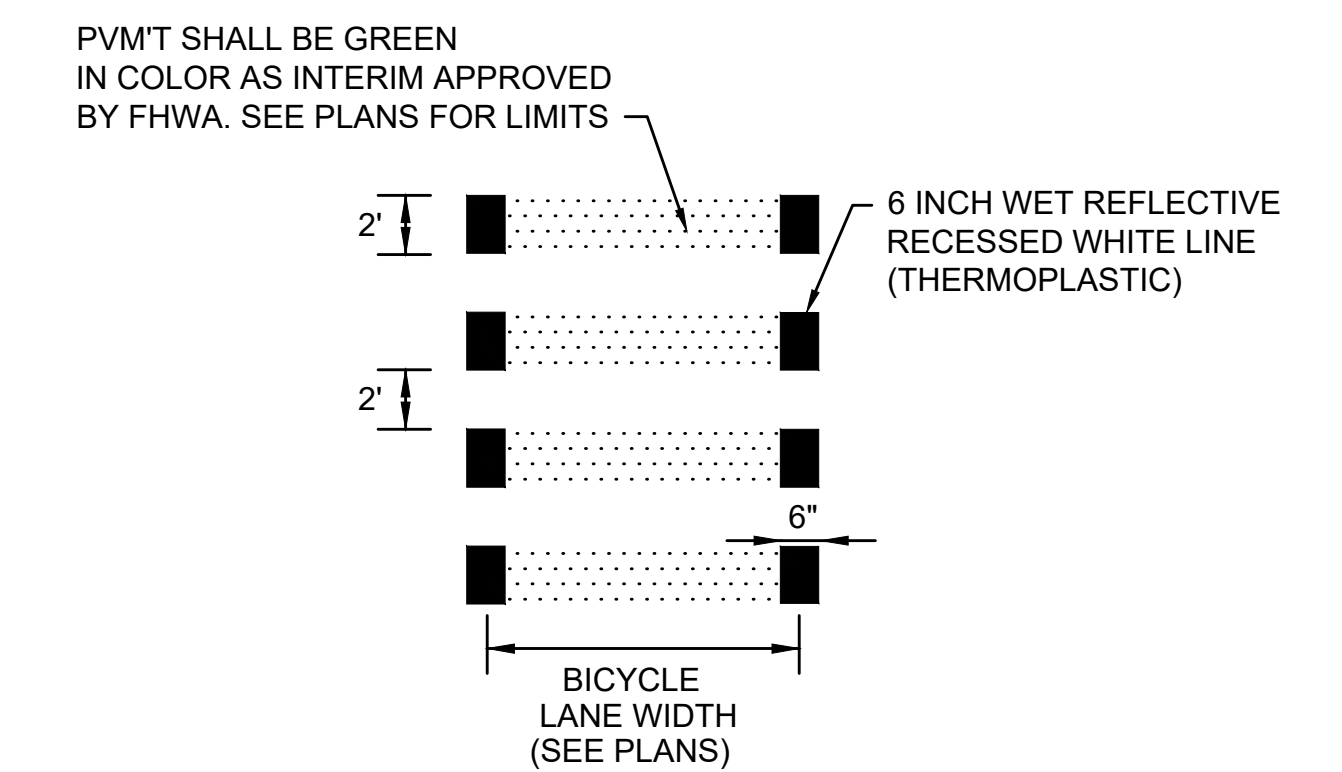 PVM'T SHALL BE GREEN
IN COLOR AS INTERIM APPROVED
BY FHWA. SEE PLANS FOR LIMITS
2'
6 INCH WET REFLECTIVE
RECESSED WHITE LINE
(THERMOPLASTIC)
2'
6"
BICYCLE
LANE WIDTH
(SEE PLANS)